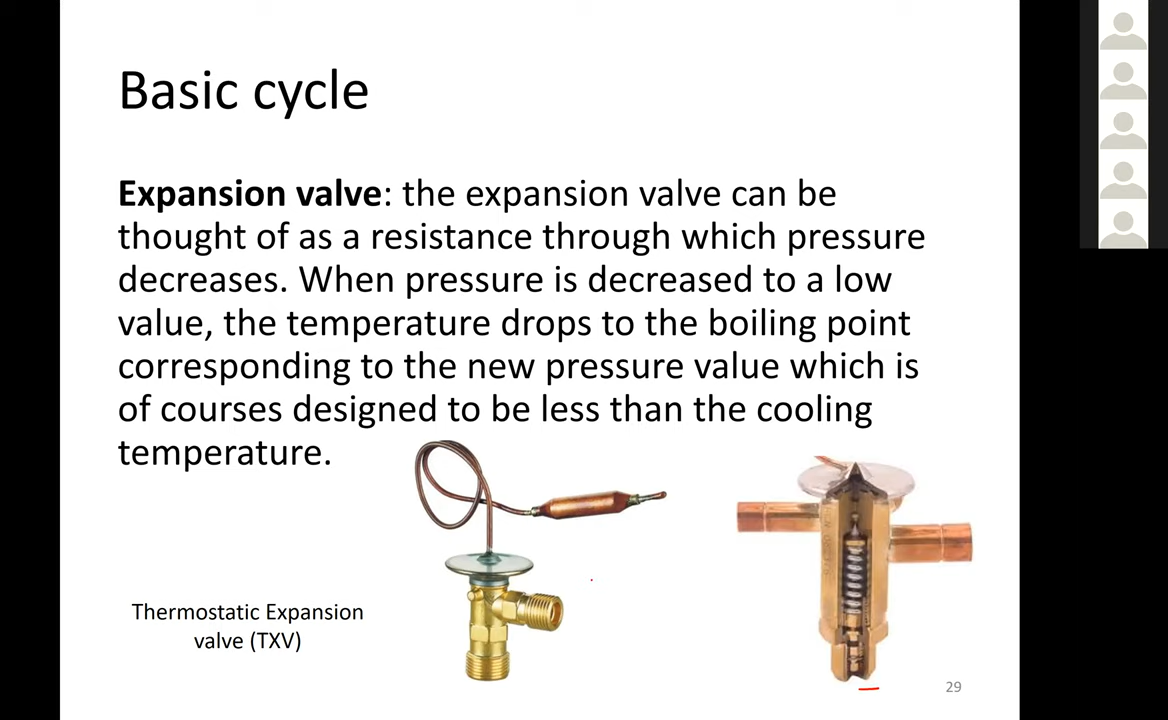 Basic cycle
Expansion valve: the expansion valve can be
thought of as a resistance through which pressure
decreases. When pressure is decreased to a low
value, the temperature drops to the boiling point
corresponding to the new pressure value which is
of courses designed to be less than the cooling
temperature.
Thermostatic Expansion
valve (TXV)
29